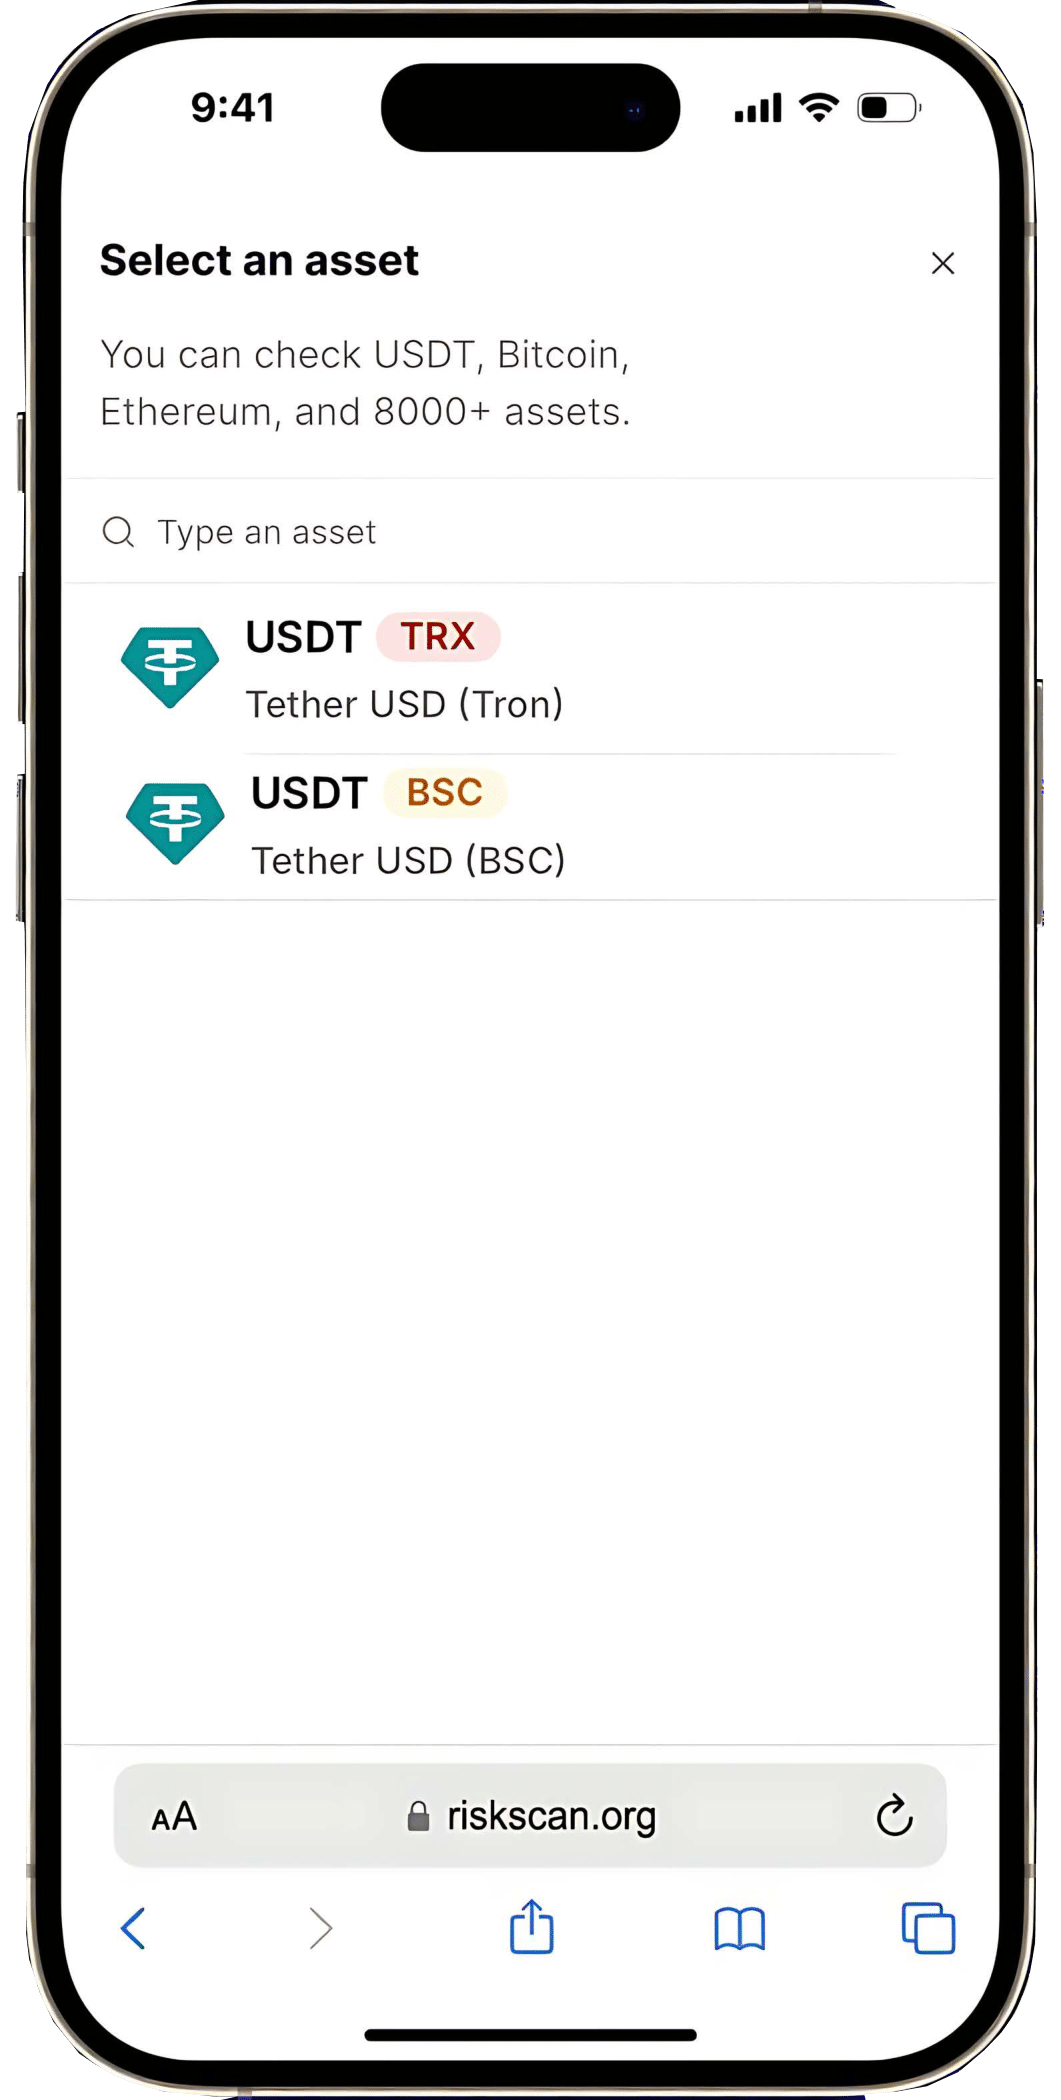 9:41
Select an asset
You can check USDT, Bitcoin,
Ethereum, and 8000+ assets.
Type an asset
USDT TRX
Tether USD (Tron)
USDT BSC
Tether USD (BSC)
AA riskscan.org